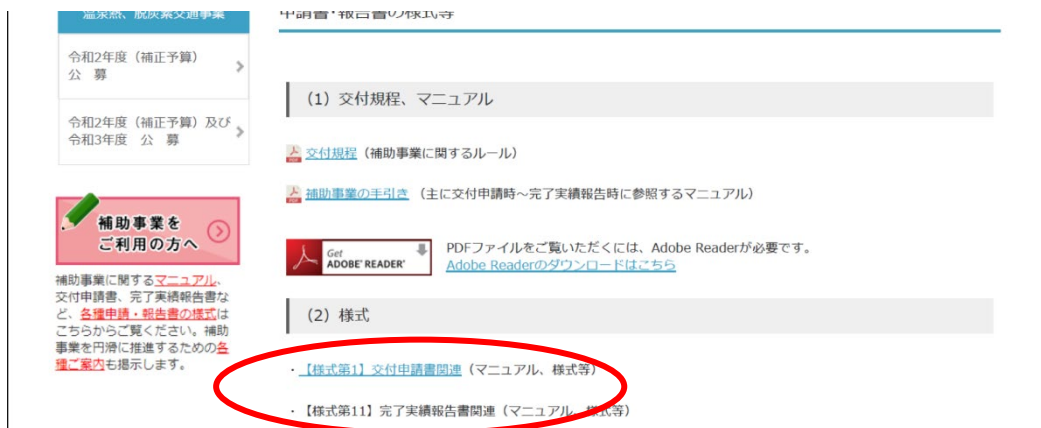 温泉熱、脱炭素交通事業
令和2年度（補正予算）
公　募
令和2年度（補正予算）及び
令和3年度　公　募
補助事業を
ご利用の方へ
補助事業に関するマニュアル、
交付申請書、完了実績報告書な
ど、各種申請・報告書の様式は
こちらからご覧ください。補助
事業を円滑に推進するための各
種ご案内も掲示します。
申請書・報告書の様式等
（1）交付規程、マニュアル
PDF 交付規程（補助事業に関するルール）
PDF 補助事業の手引き （主に交付申請時～完了実績報告時に参照するマニュアル）
Get
ADOBE® READER®
PDFファイルをご覧いただくには、Adobe Readerが必要です。
Adobe Readerのダウンロードはこちら
（2）様式
・【様式第1】交付申請書関連（マニュアル、様式等）
・【様式第11】完了実績報告書関連（マニュアル、様式等）